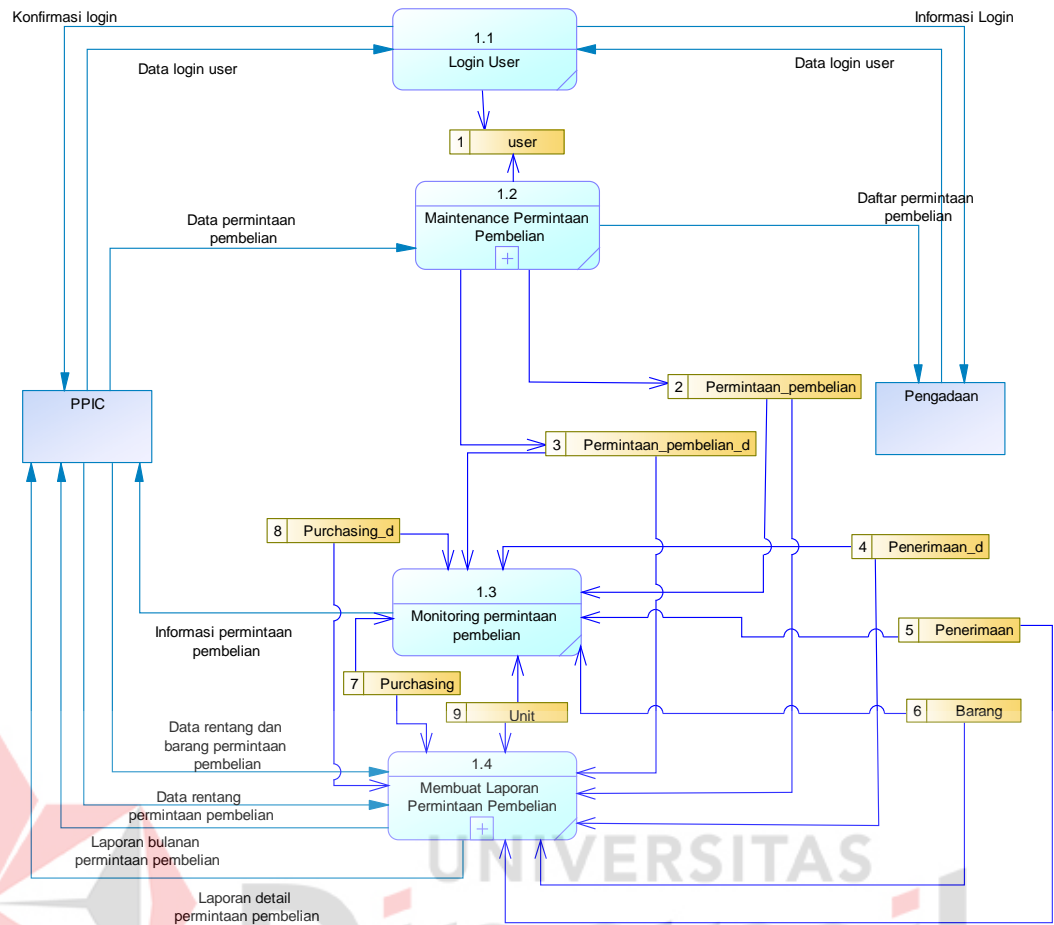 Konfirmasi login
Informasi Login
1.1
Login User
Data login user
Data login user
1 user
1.2
Maintenance Permintaan
Pembelian
Data permintaan
pembelian
Daftar permintaan
pembelian
2 Permintaan_pembelian
PPIC
Pengadaan
3 Permintaan_pembelian_d
8 Purchasing_d
4 Penerimaan_d
1.3
Monitoring permintaan
pembelian
Informasi permintaan
pembelian
5 Penerimaan
7 Purchasing
9 Unit
6 Barang
Data rentang dan
barang permintaan
pembelian
1.4
Membuat Laporan
Permintaan Pembelian
Data rentang
permintaan pembelian
Laporan bulanan
permintaan pembelian
UNIVERSITAS
Laporan detail
permintaan pembelian